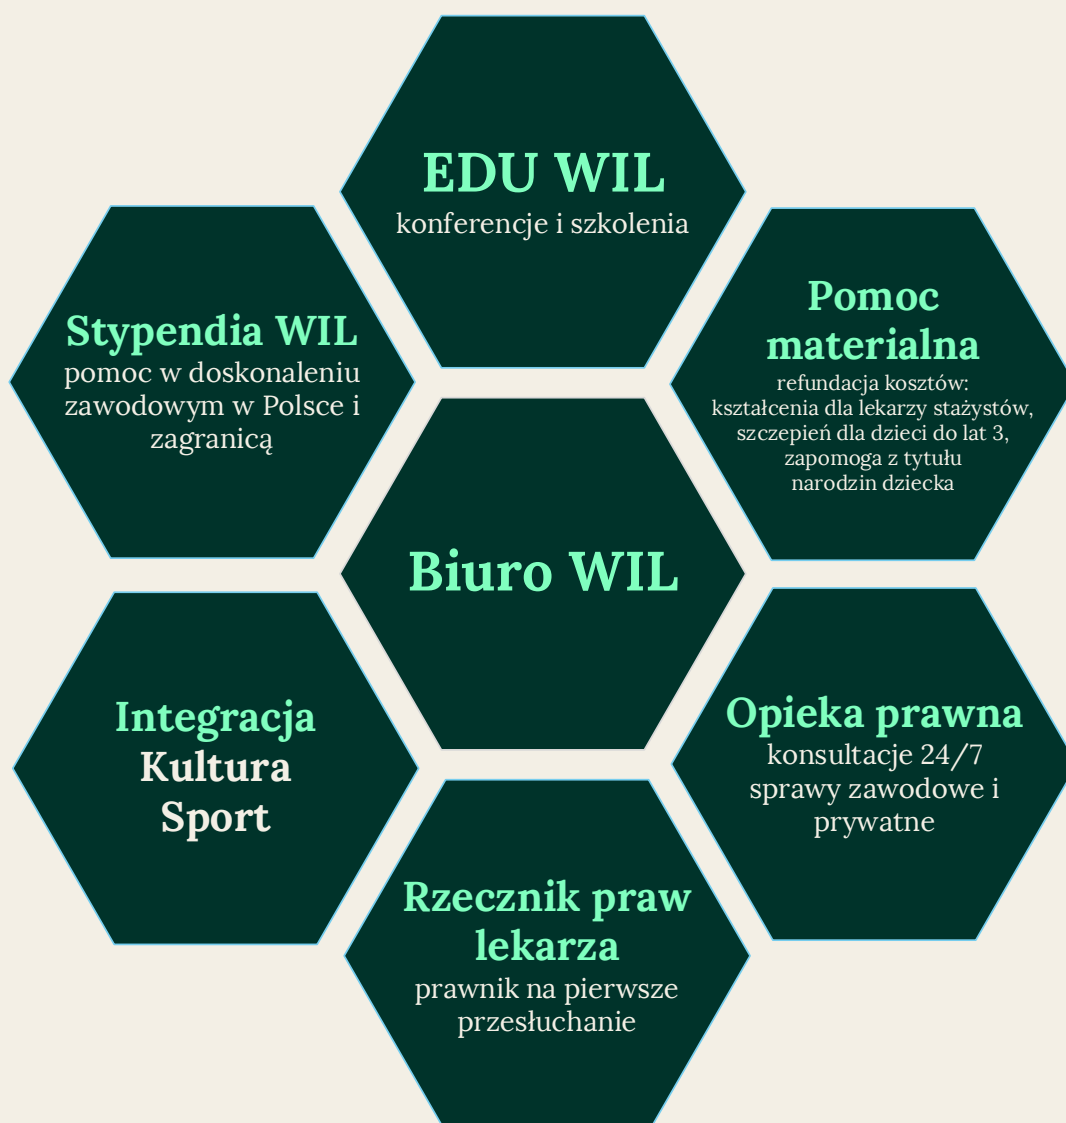 EDU WIL
konferencje i szkolenia
Stypendia WIL
pomoc w doskonaleniu
zawodowym w Polsce i
zagranicą
Pomoc
materialna
refundacja kosztów:
kształcenia dla lekarzy stażystów,
szczepień dla dzieci do lat 3,
zapomoga z tytułu
narodzin dziecka
Biuro WIL
Integracja
Kultura
Sport
Opieka prawna
konsultacje 24/7
sprawy zawodowe i
prywatne
Rzecznik praw
lekarza
prawnik na pierwsze
przesłuchanie